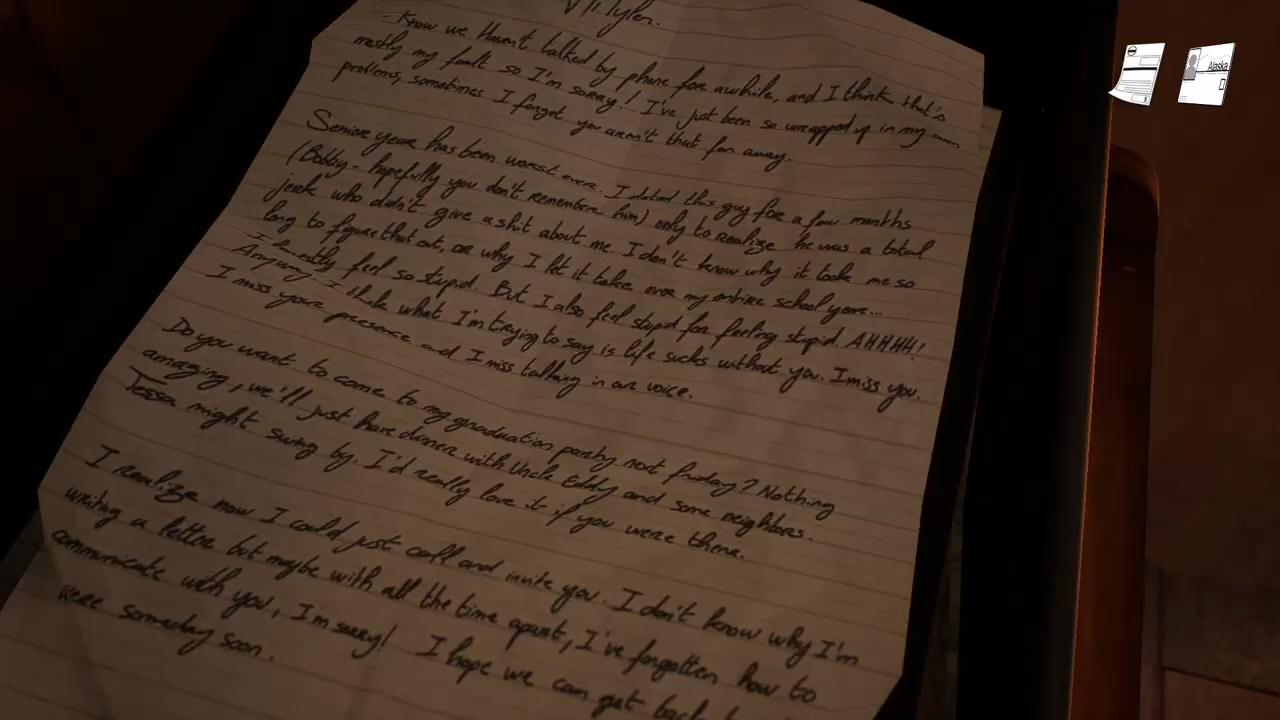 Tyler.
- Know we Haven't talked by phone for awhile, and I think that's
mostly my fault so I'm sorry! I've just been so wrapped up in my own
problems, sometimes I forget you aren't that far away.
Senior year has been worst ever. I dated this guy for a few months
(Bobby - hopefully you don't remember him) only to realize he was a total
jerk who didn't give a shit about me. I don't know why it took me so
long to figure that out, or why I let it take over my entire school year...
I honestly feel so stupid. But I also feel stupid for feeling stupid. AHHHH!
Anyway I think what I'm trying to say is life sucks without you. I miss you.
I miss your presence and I miss talking in our voice.
Do you want to come to my graduation party next friday? Nothing
amazing, we'll just have dinner with Uncle Eddy and some neighbors.
Tessa might swing by. I'd really love it if you were there.
I realize now I could just call and invite you. I don't know why I'm
writing a letter but maybe with all the time apart, I've forgotten how to
communicate with you, I'm sorry! I hope we can get back
were someday soon.
Alaska